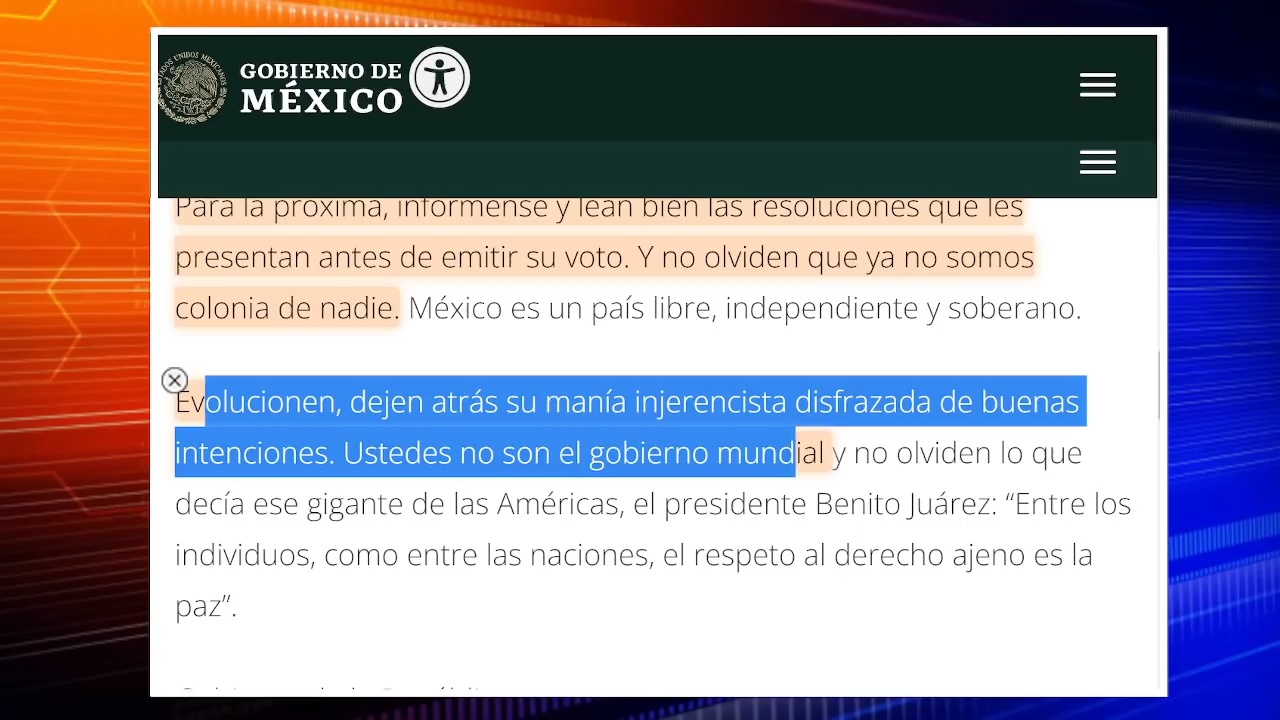 GOBIERNO DE
MÉXICO
Para la próxima, infórmense y lean bien las resoluciones que les
presentan antes de emitir su voto. Y no olviden que ya no somos
colonia de nadie. México es un país libre, independiente y soberano.
Evolucionen, dejen atrás su manía injerencista disfrazada de buenas
intenciones. Ustedes no son el gobierno mundial y no olviden lo que
decía ese gigante de las Américas, el presidente Benito Juárez: “Entre los
individuos, como entre las naciones, el respeto al derecho ajeno es la
paz”.